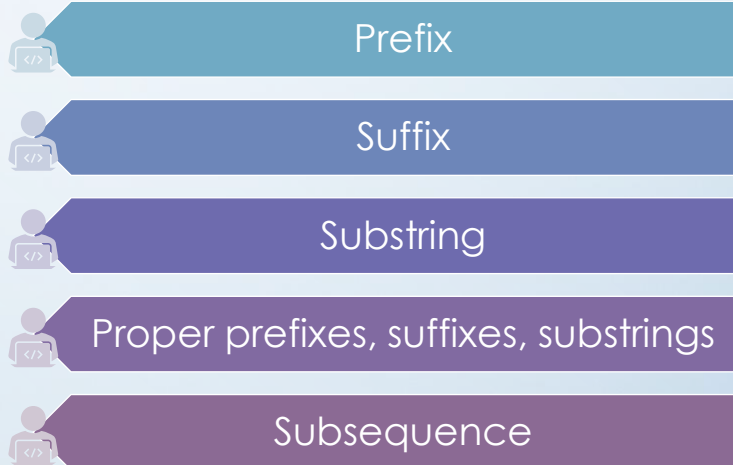 Prefix
Suffix
Substring
Proper prefixes, suffixes, substrings
Subsequence